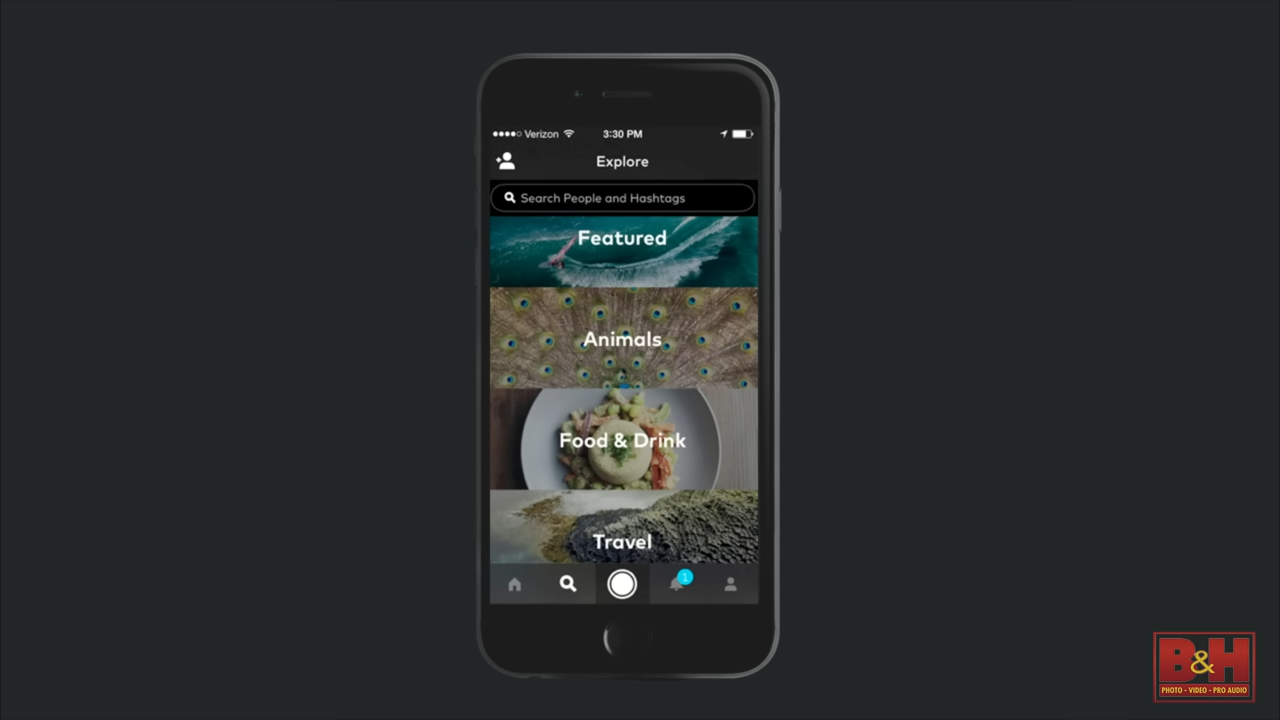 Verizon 3:30 PM
Explore
Search People and Hashtags
Featured
Animals
Food & Drink
Travel
1
B&H
PHOTO - VIDEO - PRO AUDIO